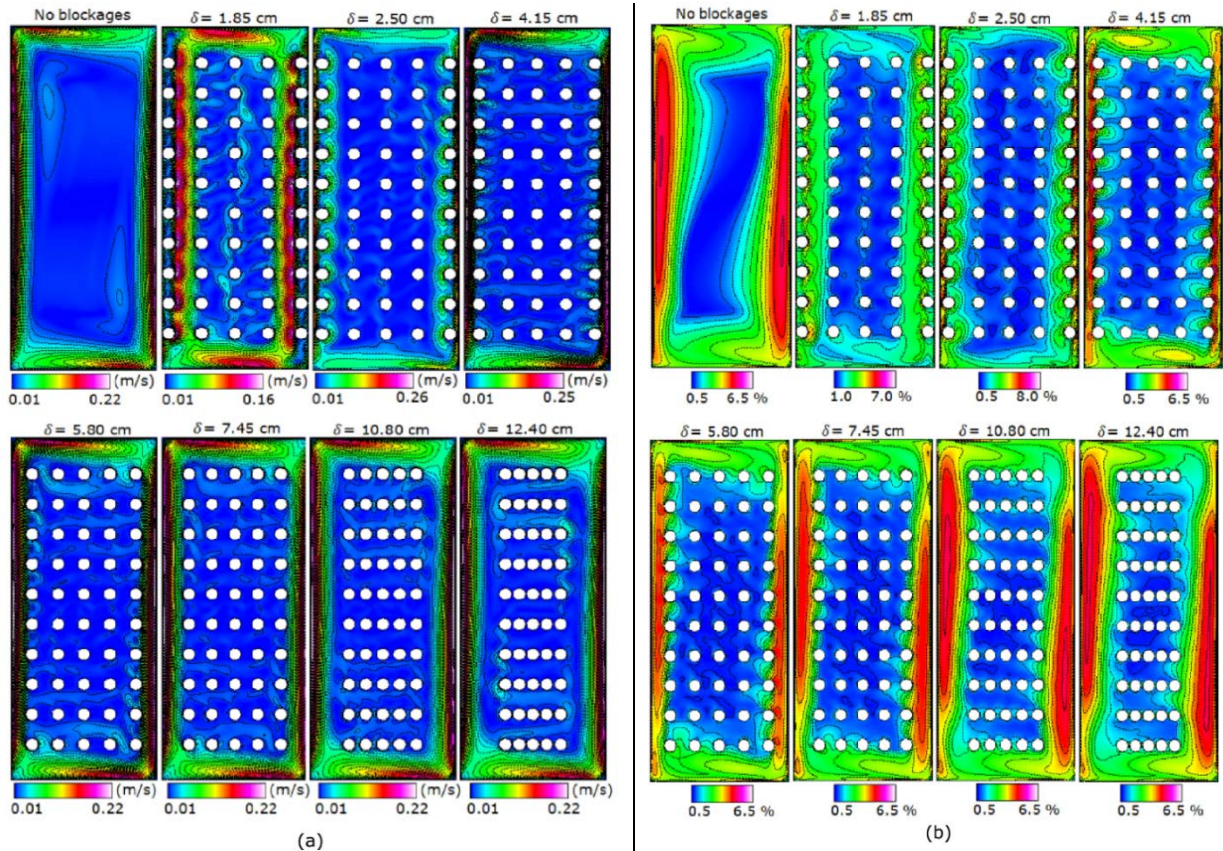 No blockages δ = 1.85 cm δ = 2.50 cm δ = 4.15 cm
(m/s) (m/s) (m/s) (m/s)
0.01 0.22 0.01 0.16 0.01 0.26 0.01 0.25
δ = 5.80 cm δ = 7.45 cm δ = 10.80 cm δ = 12.40 cm
(m/s) (m/s) (m/s) (m/s)
0.01 0.22 0.01 0.22 0.01 0.22 0.01 0.22
(a)
No blockages δ = 1.85 cm δ = 2.50 cm δ = 4.15 cm
0.5 6.5 % 1.0 7.0 % 0.5 8.0 % 0.5 6.5 %
δ = 5.80 cm δ = 7.45 cm δ = 10.80 cm δ = 12.40 cm
0.5 6.5 % 0.5 6.5 % 0.5 6.5 % 0.5 6.5 %
(b)